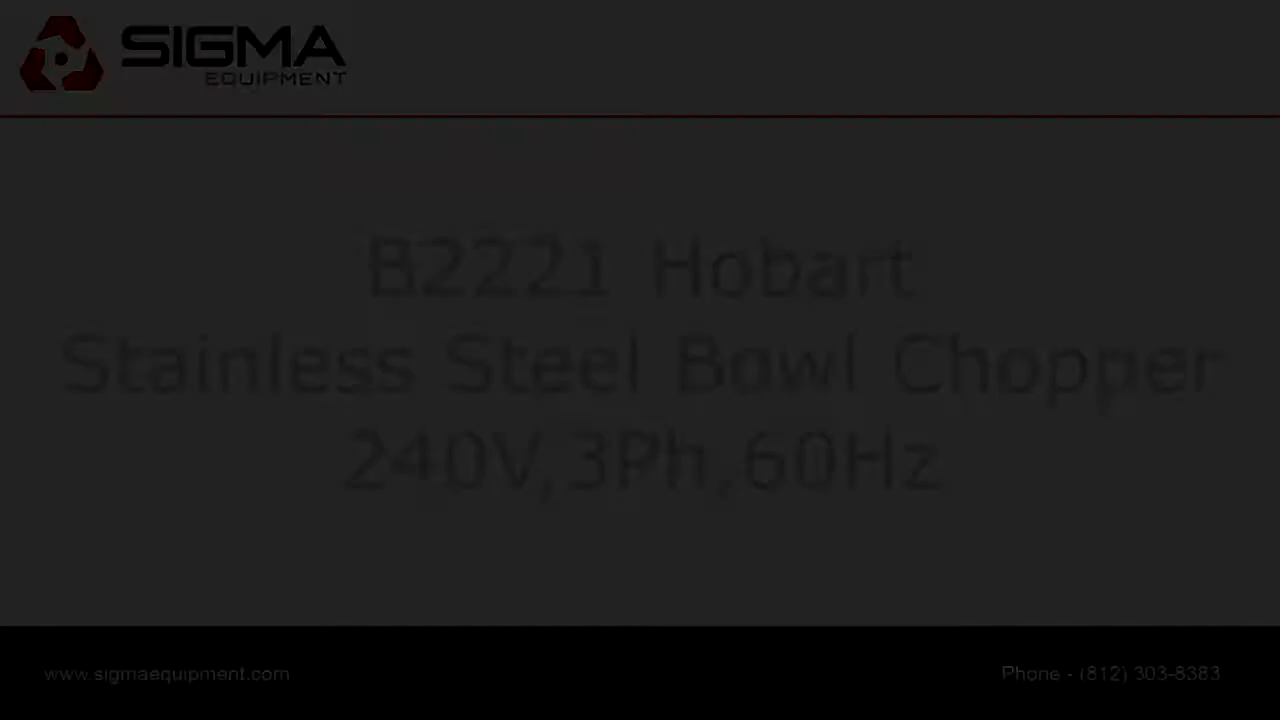 SIGMA
EQUIPMENT
B2221 Hobart
Stainless Steel Bowl Chopper
240V,3Ph,60Hz
www.sigmaequipment.com
Phone - (812) 303-8383